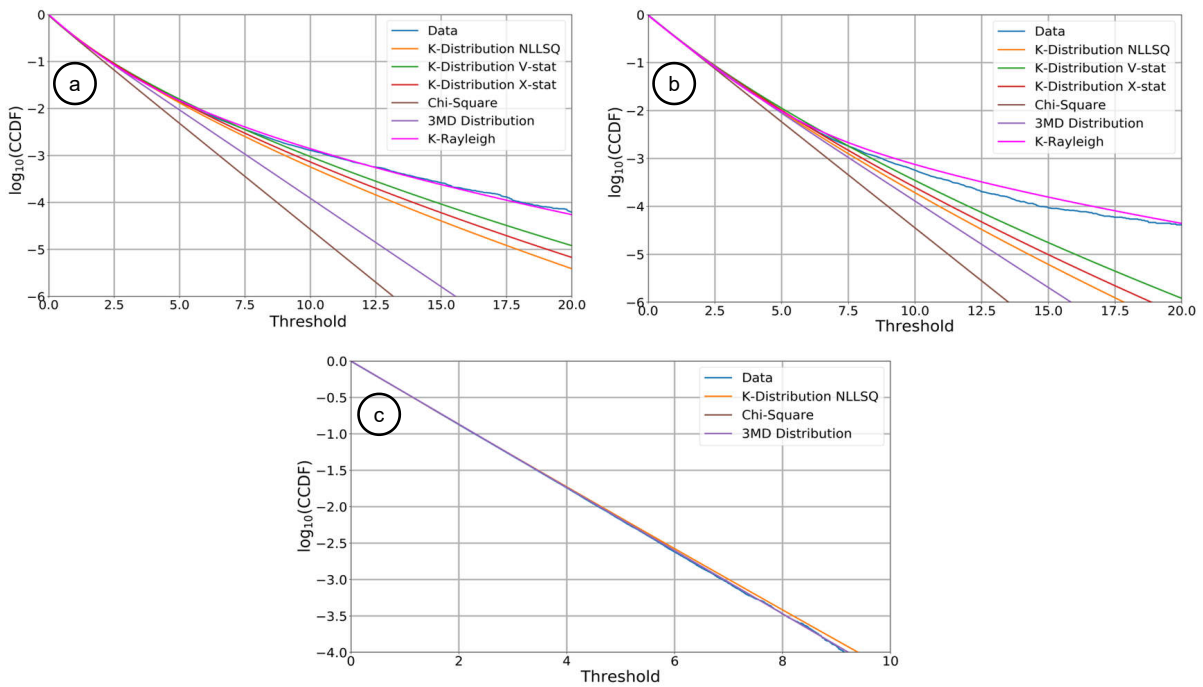 a
log₁₀(CCDF)
0
−1
−2
−3
−4
−5
−6
0.0 2.5 5.0 7.5 10.0 12.5 15.0 17.5 20.0
Threshold
Data
K-Distribution NLLSQ
K-Distribution V-stat
K-Distribution X-stat
Chi-Square
3MD Distribution
K-Rayleigh
b
log₁₀(CCDF)
0
−1
−2
−3
−4
−5
−6
0.0 2.5 5.0 7.5 10.0 12.5 15.0 17.5 20.0
Threshold
Data
K-Distribution NLLSQ
K-Distribution V-stat
K-Distribution X-stat
Chi-Square
3MD Distribution
K-Rayleigh
c
log₁₀(CCDF)
0.0
−0.5
−1.0
−1.5
−2.0
−2.5
−3.0
−3.5
−4.0
0 2 4 6 8 10
Threshold
Data
K-Distribution NLLSQ
Chi-Square
3MD Distribution